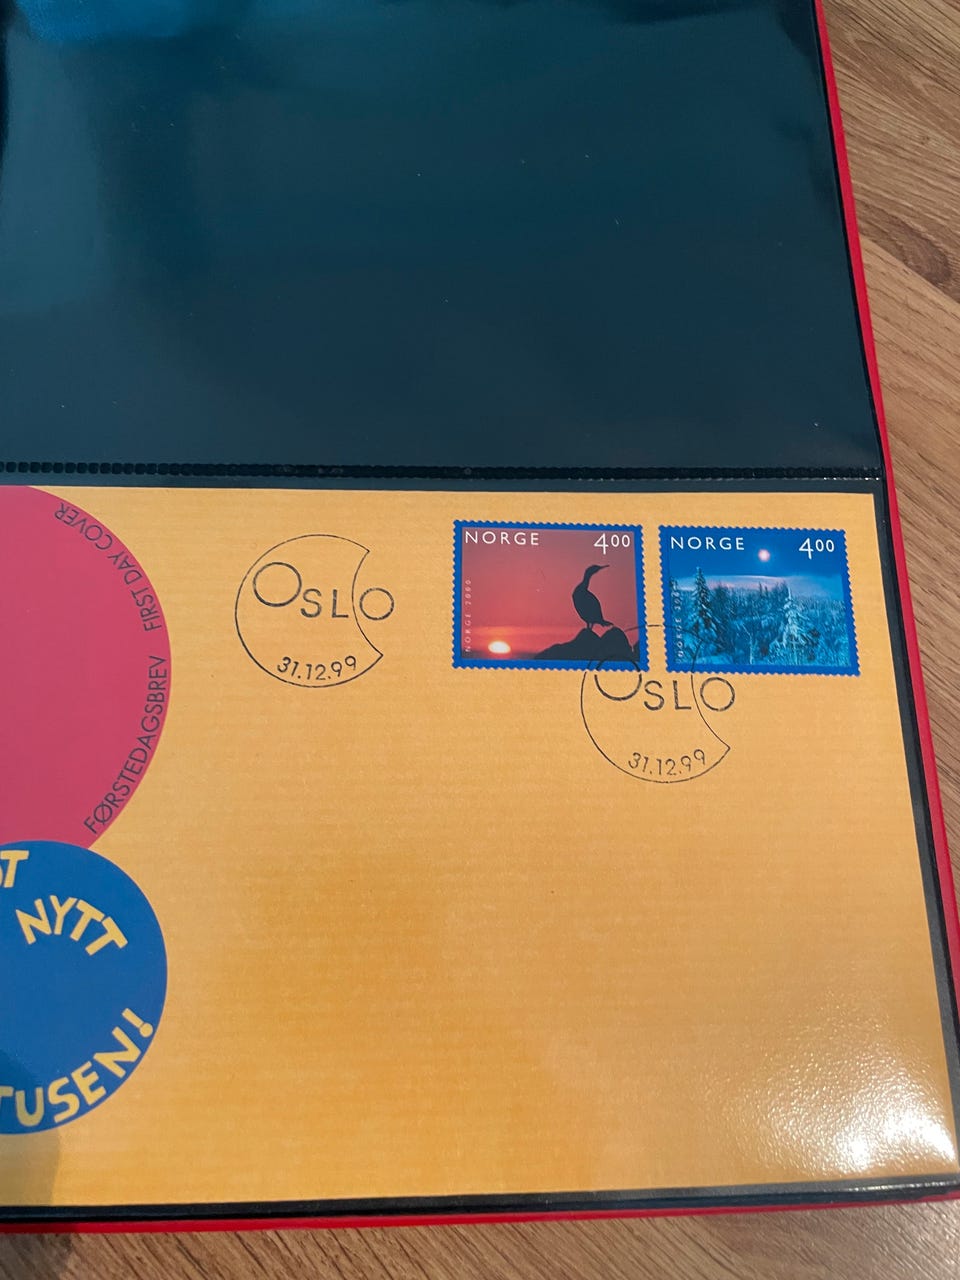 FIRST DAY COVER
FØRSTEDAGSBREV
NYTT
TUSEN!
OSLO
31.12.99
NORGE 4.00
NORGE 2000
NORGE 4.00
NORGE
OSLO
31.12.99